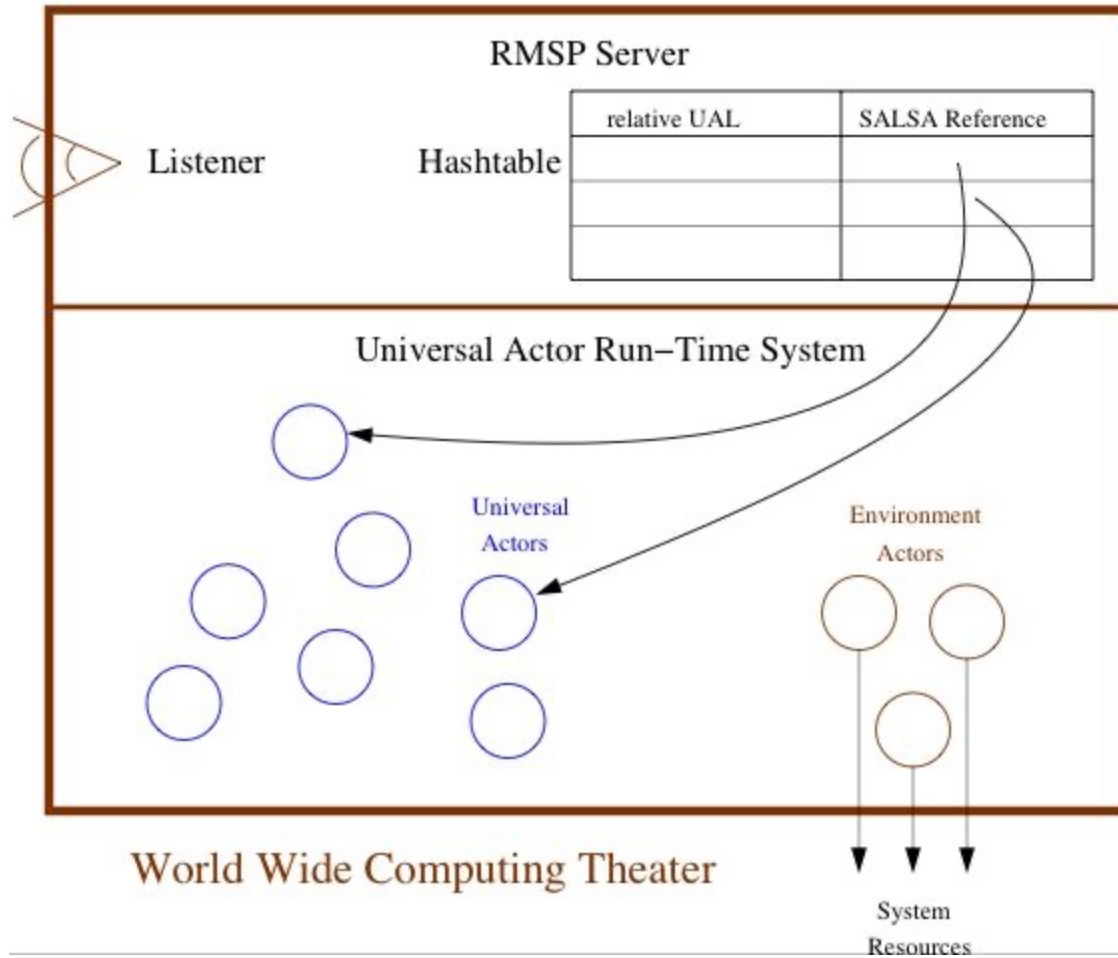 RMSP Server
relative UAL
SALSA Reference
Listener
Hashtable
Universal Actor Run-Time System
Universal
Actors
Environment
Actors
World Wide Computing Theater
System
Resources